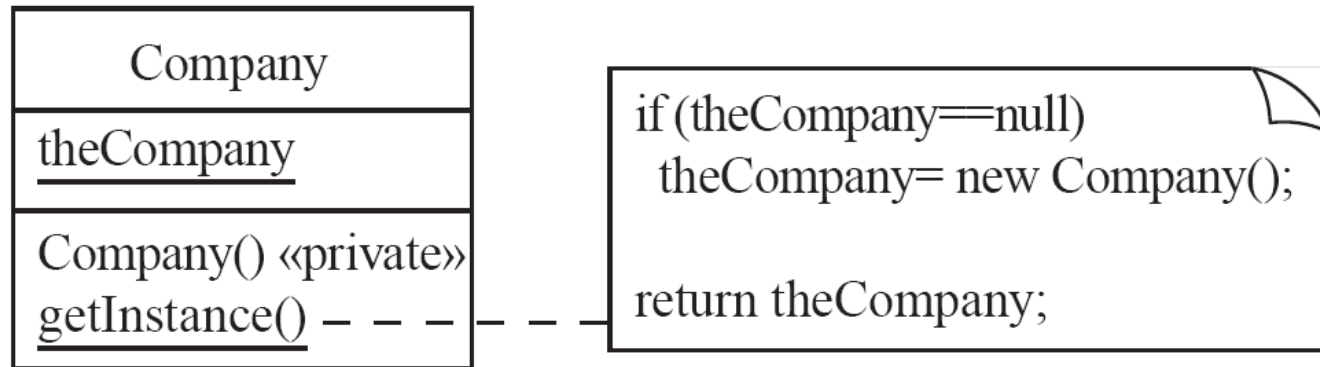 Company
theCompany
Company() «private»
getInstance()
if (theCompany==null)
theCompany= new Company();
return theCompany;